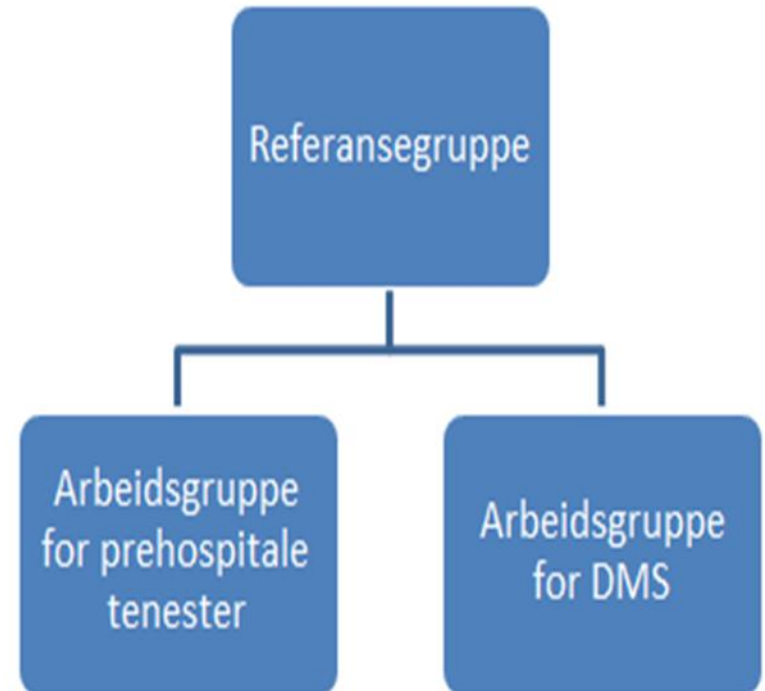 Referansegruppe
Arbeidsgruppe
for prehospitale
tenester
Arbeidsgruppe
for DMS